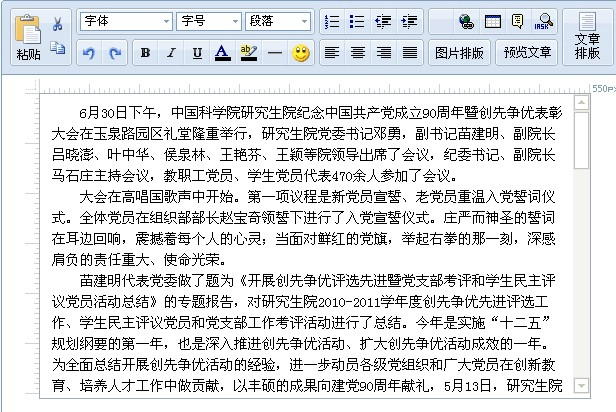 粘贴
字体
字号
段落
B I U A ab
图片排版
预览文章
文章
排版
550px
6月30日下午，中国科学院研究生院纪念中国共产党成立90周年暨创先争优表彰
大会在玉泉路园区礼堂隆重举行，研究生院党委书记邓勇，副书记苗建明、副院长
吕晓澎、叶中华、侯泉林、王艳芬、王颖等院领导出席了会议，纪委书记、副院长
马石庄主持会议，教职工党员、学生党员代表470余人参加了会议。
大会在高唱国歌声中开始。第一项议程是新党员宣誓、老党员重温入党誓词仪
式。全体党员在组织部部长赵宝奇领誓下进行了入党宣誓仪式。庄严而神圣的誓词
在耳边回响，震撼着每个人的心灵；当面对鲜红的党旗，举起右拳的那一刻，深感
肩负的责任重大、使命光荣。
苗建明代表党委做了题为《开展创先争优评选先进暨党支部考评和学生民主评
议党员活动总结》的专题报告，对研究生院2010-2011学年度创先争优先进评选工
作、学生民主评议党员和党支部工作考评活动进行了总结。今年是实施“十二五”
规划纲要的第一年，也是深入推进创先争优活动、扩大创先争优活动成效的一年。
为全面总结开展创先争优活动的经验，进一步动员各级党组织和广大党员在创新教
育、培养人才工作中做贡献，以丰硕的成果向建党90周年献礼，5月13日，研究生院